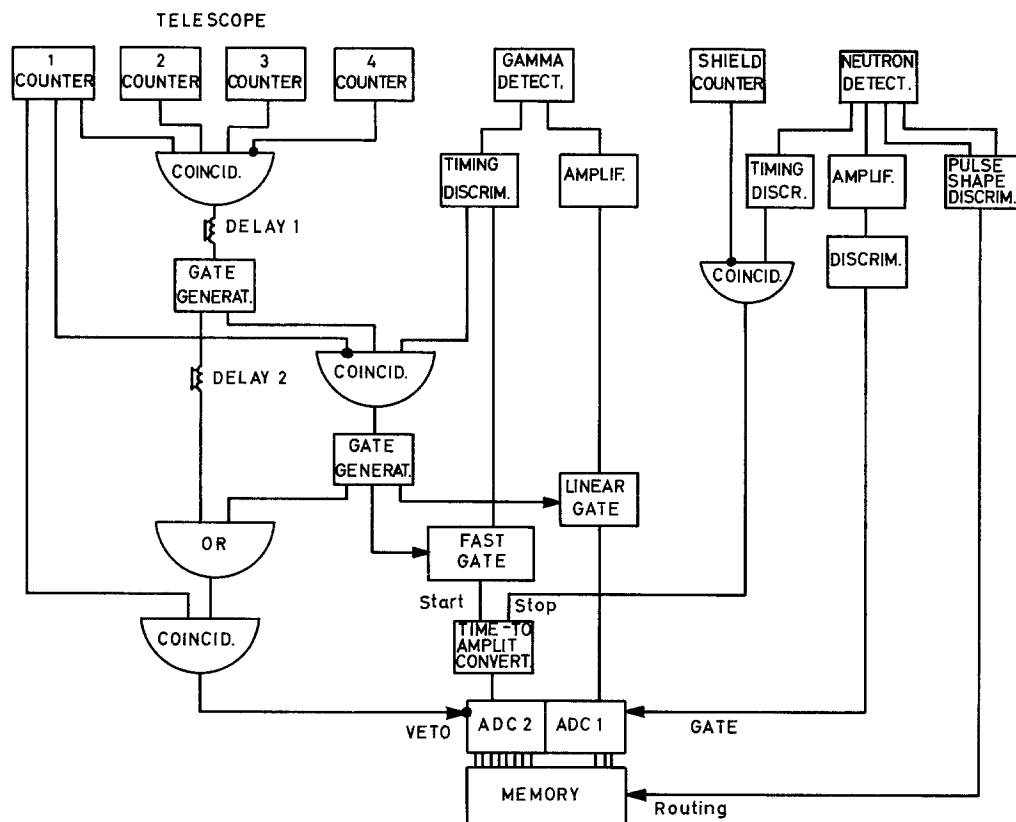 TELESCOPE
1
COUNTER
2
COUNTER
3
COUNTER
4
COUNTER
GAMMA
DETECT.
SHIELD
COUNTER
NEUTRON
DETECT.
COINCID.
TIMING
DISCRIM.
AMPLIF.
TIMING
DISCR.
AMPLIF.
PULSE
SHAPE
DISCRIM.
DELAY 1
GATE
GENERAT.
COINCID.
DISCRIM.
DELAY 2
COINCID.
GATE
GENERAT.
LINEAR
GATE
OR
FAST
GATE
Start
Stop
COINCID.
TIME-TO
AMPLIT
CONVERT.
VETO
ADC 2
ADC 1
GATE
MEMORY
Routing